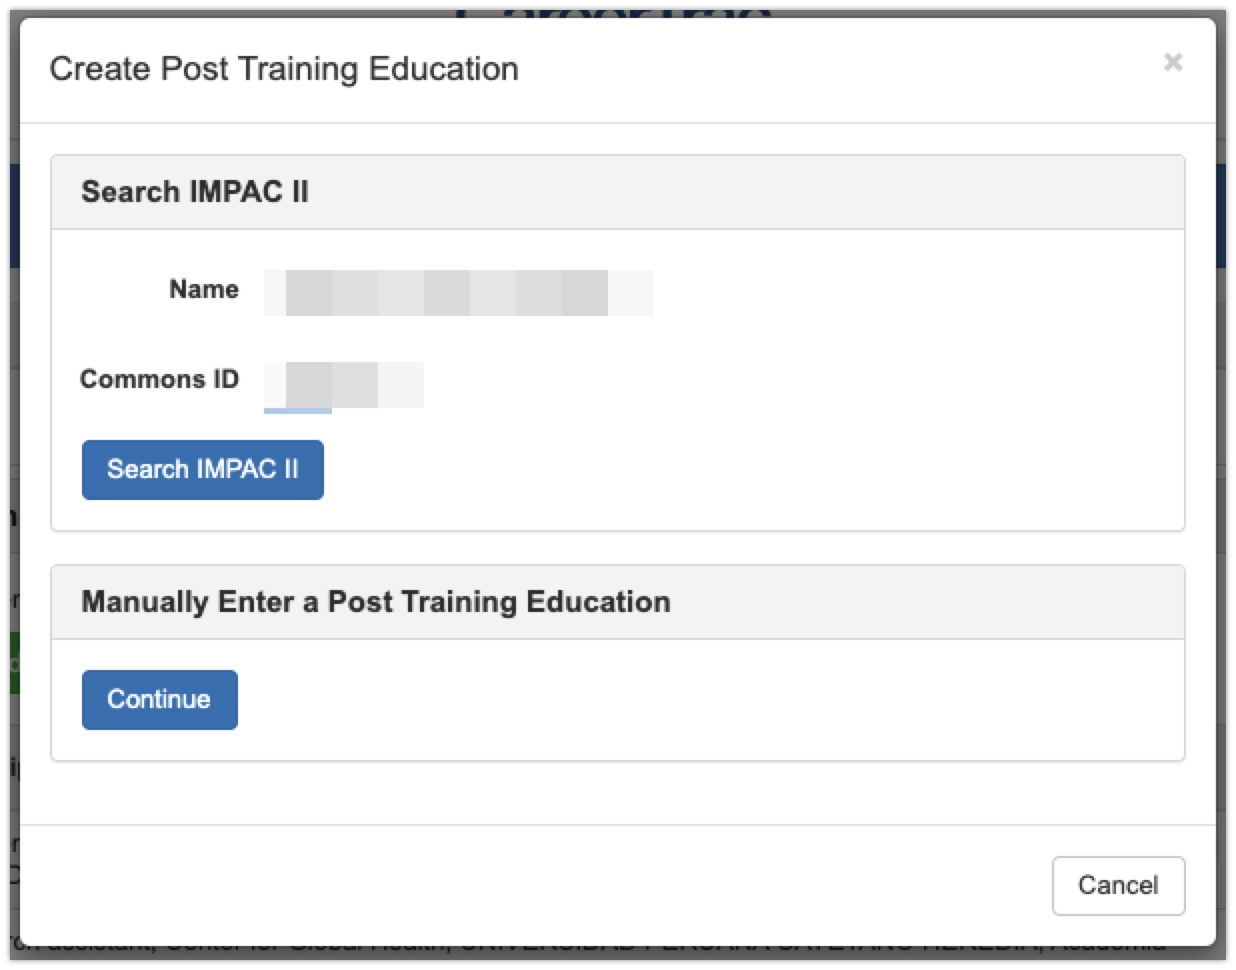 Create Post Training Education
×
Search IMPAC II
Name
Commons ID
Search IMPAC II
Manually Enter a Post Training Education
Continue
Cancel